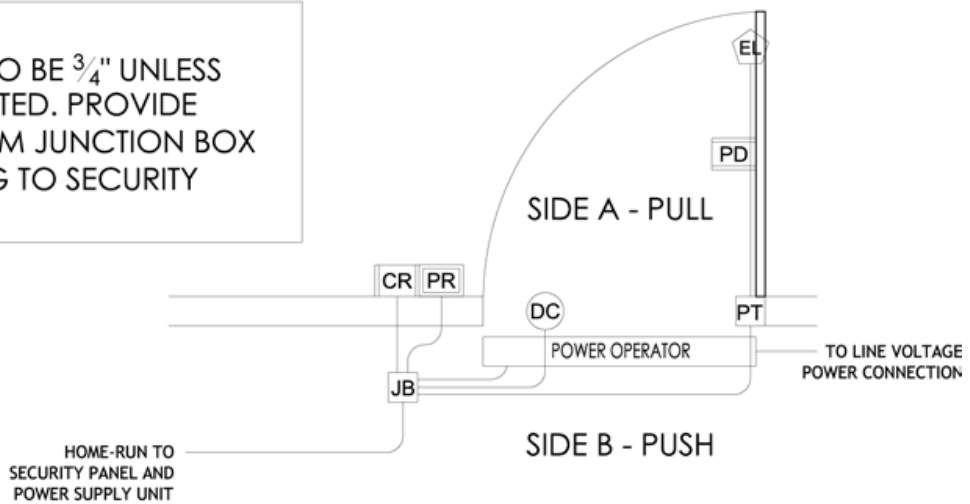 O BE 3/4" UNLESS
TED. PROVIDE
M JUNCTION BOX
G TO SECURITY
EL
PD
SIDE A - PULL
CR PR
DC
PT
POWER OPERATOR
TO LINE VOLTAGE
POWER CONNECTION
JB
SIDE B - PUSH
HOME-RUN TO
SECURITY PANEL AND
POWER SUPPLY UNIT